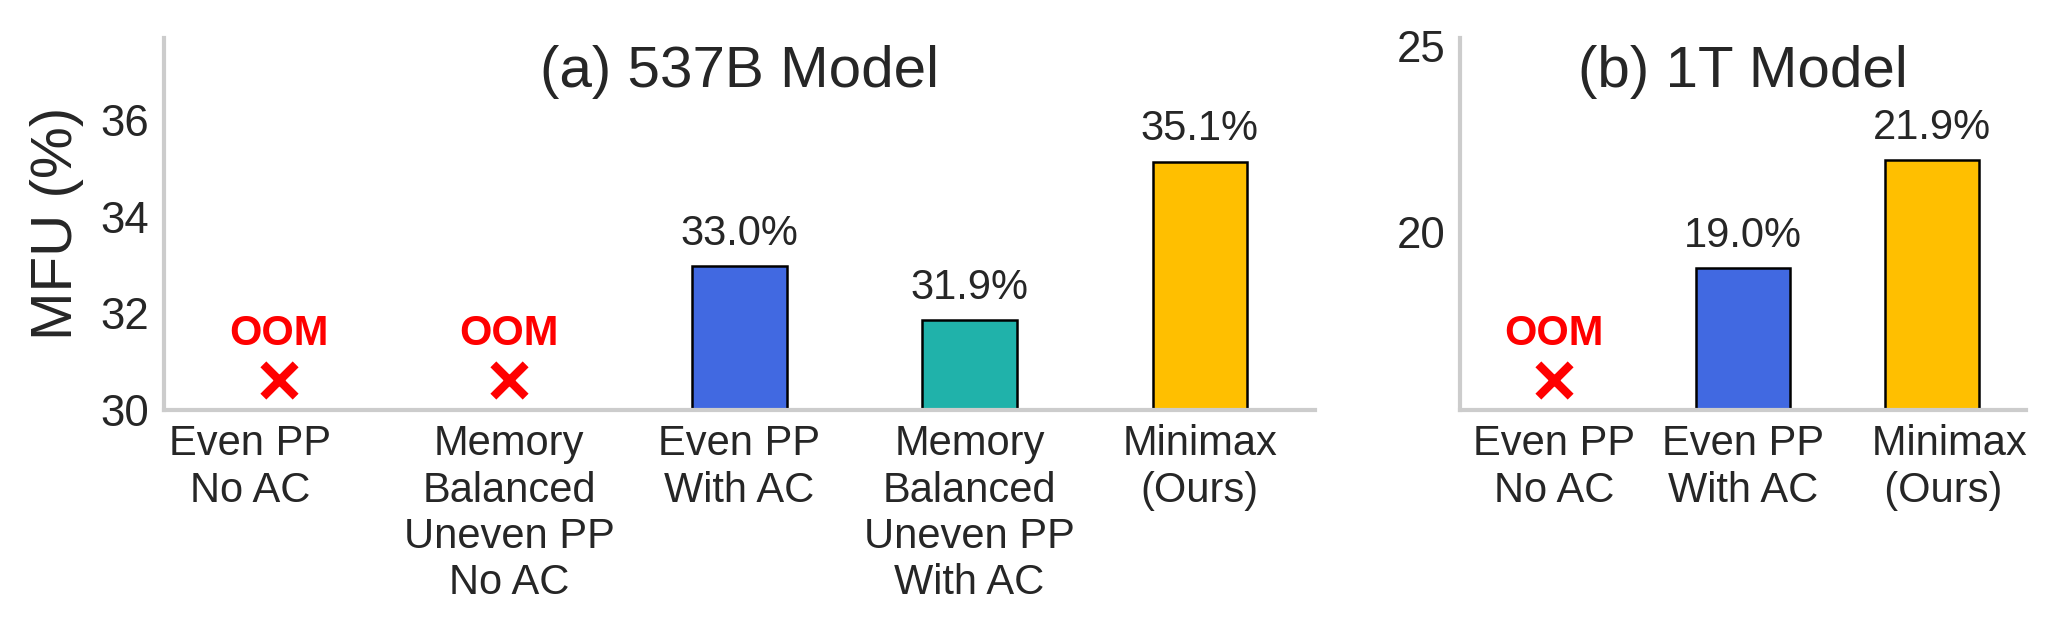 (a) 537B Model
MFU (%)
36
34
32
30
OOM
OOM
33.0%
31.9%
35.1%
Even PP
No AC
Memory
Balanced
Uneven PP
No AC
Even PP
With AC
Memory
Balanced
Uneven PP
With AC
Minimax
(Ours)
(b) 1T Model
25
20
OOM
19.0%
21.9%
Even PP
No AC
Even PP
With AC
Minimax
(Ours)